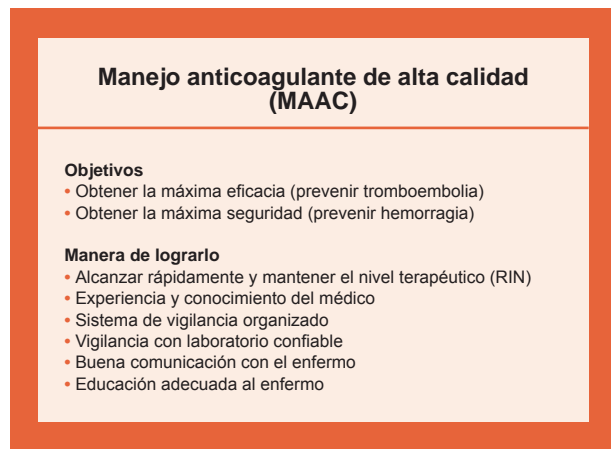 Manejo anticoagulante de alta calidad
(MAAC)
Objetivos
• Obtener la máxima eficacia (prevenir tromboembolia)
• Obtener la máxima seguridad (prevenir hemorragia)
Manera de lograrlo
• Alcanzar rápidamente y mantener el nivel terapéutico (RIN)
• Experiencia y conocimiento del médico
• Sistema de vigilancia organizado
• Vigilancia con laboratorio confiable
• Buena comunicación con el enfermo
• Educación adecuada al enfermo